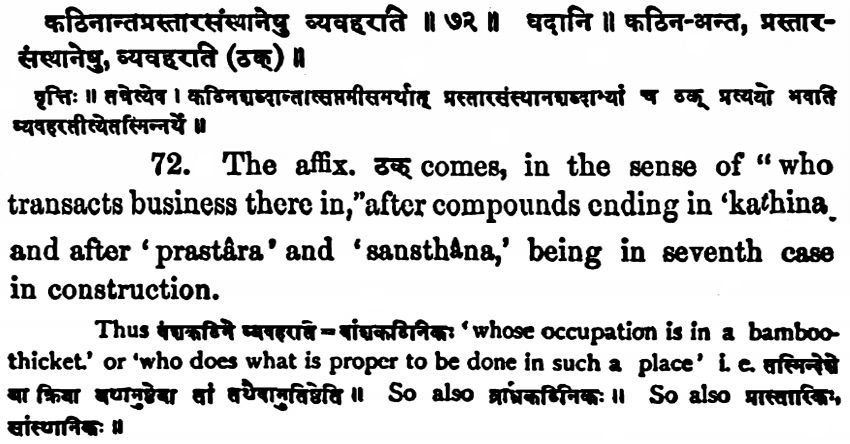 कठिनान्तप्रस्तारसंस्थानेषु व्यवहरति ॥ ७२ ॥ पदानि ॥ कठिन-अन्त, प्रस्तार-
संस्थानेषु, व्यवहरति (ठक्) ॥
वृत्तिः ॥ तत्रेत्येव । कठिनशब्दान्तात्सप्तमीसमर्थात् प्रस्तारसंस्थानशब्दाभ्यां च ठक् प्रत्ययो भवति
व्यवहरतीत्येतस्मिन्नर्थे ॥
72. The affix. ठक् comes, in the sense of “who
transacts business there in,”after compounds ending in ‘kathina
and after ‘prastâra’ and ‘sansthâna,’ being in seventh case
in construction.
Thus वंशकठिने व्यवहरति = वांशकठिनिकः ‘whose occupation is in a bamboo-
thicket.’ or ‘who does what is proper to be done in such a place’ i. e. तस्मिन्देशे
या क्रिया यथानुष्ठेया तां तथैवानुतिष्ठति ॥ So also So also प्रास्तारिकः,
सांस्थानिकः ॥